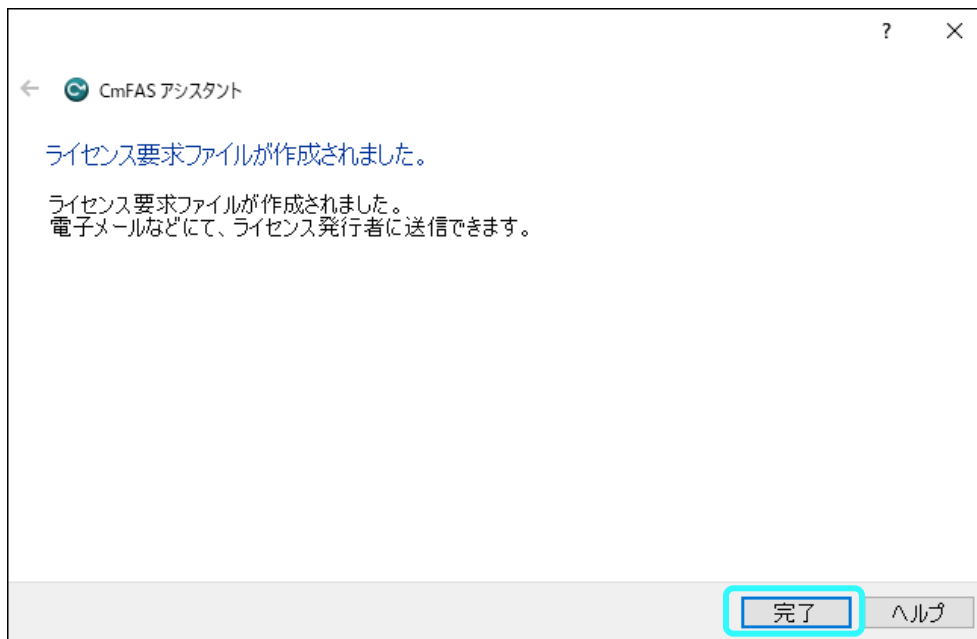 ?
CmFAS アシスタント
ライセンス要求ファイルが作成されました。
ライセンス要求ファイルが作成されました。
電子メールなどにて、ライセンス発行者に送信できます。
完了
ヘルプ